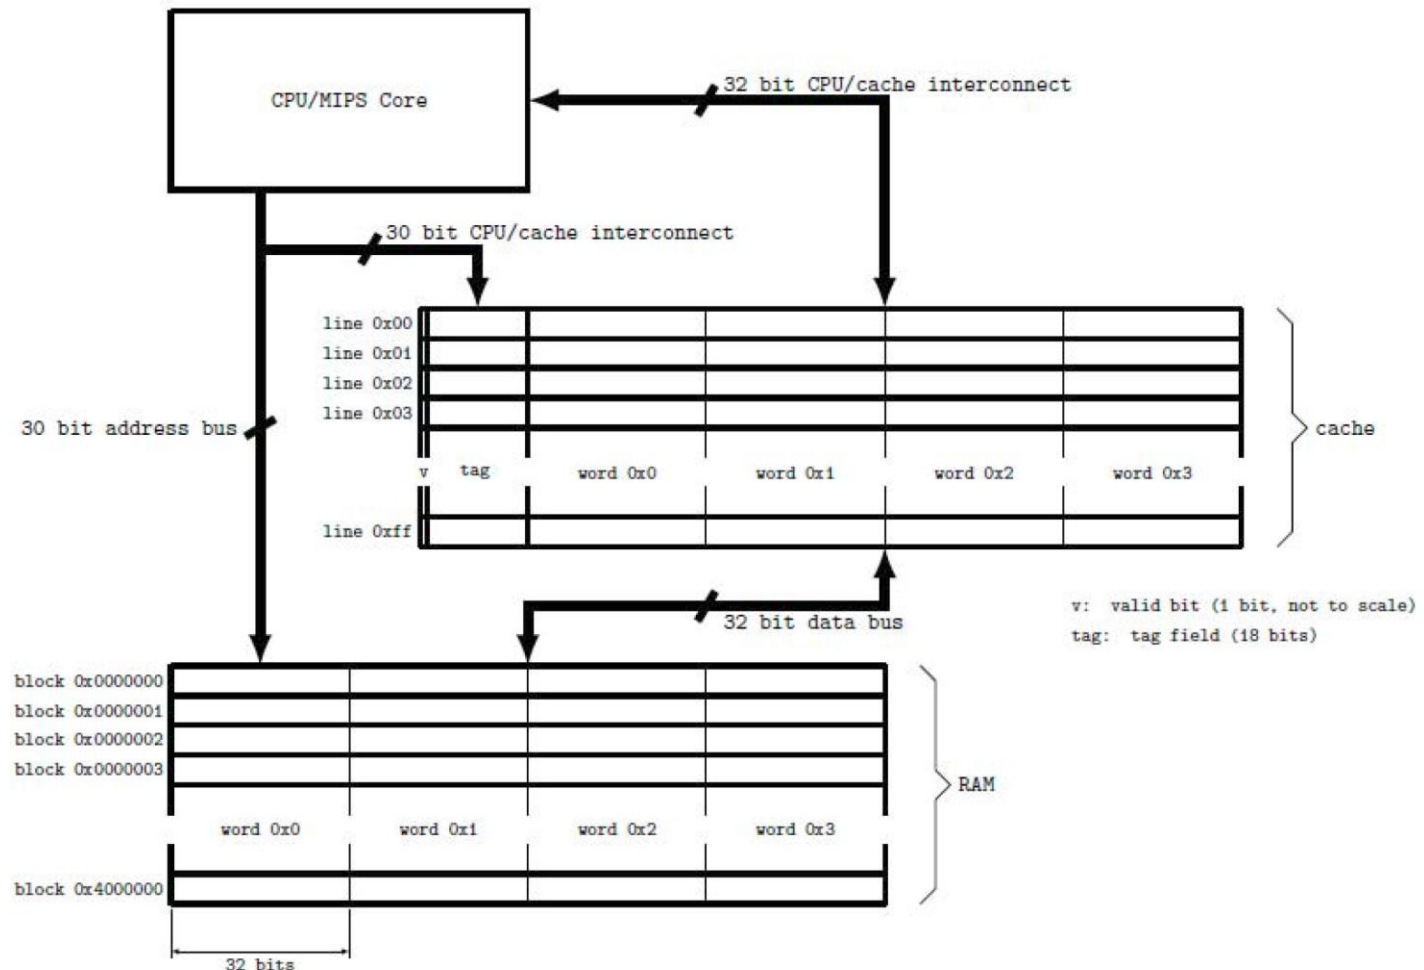 32 bit CPU/cache interconnect
CPU/MIPS Core
30 bit CPU/cache interconnect
line 0x00
line 0x01
line 0x02
line 0x03
30 bit address bus
cache
v tag word 0x0 word 0x1 word 0x2 word 0x3
line 0xff
v: valid bit (1 bit, not to scale)
32 bit data bus
tag: tag field (18 bits)
block 0x0000000
block 0x0000001
block 0x0000002
block 0x0000003
RAM
word 0x0 word 0x1 word 0x2 word 0x3
block 0x4000000
32 bits